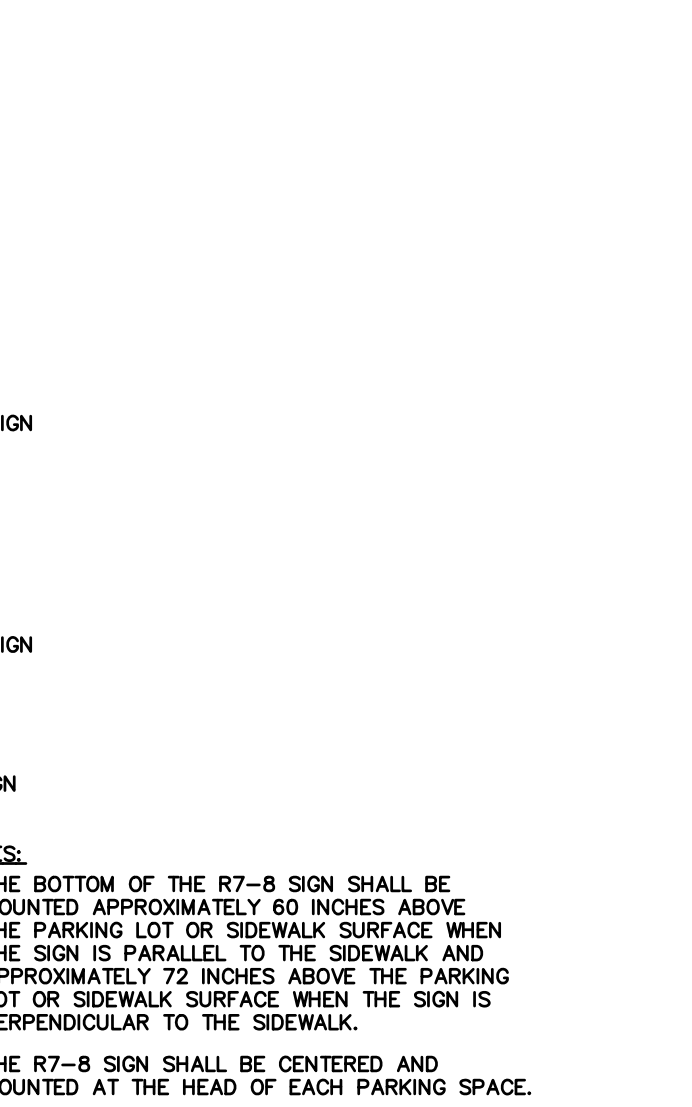 IGN
IGN
GN
ES:
HE BOTTOM OF THE R7-8 SIGN SHALL BE
OUNTED APPROXIMATELY 60 INCHES ABOVE
HE PARKING LOT OR SIDEWALK SURFACE WHEN
HE SIGN IS PARALLEL TO THE SIDEWALK AND
PPROXIMATELY 72 INCHES ABOVE THE PARKING
OT OR SIDEWALK SURFACE WHEN THE SIGN IS
ERPENDICULAR TO THE SIDEWALK.
HE R7-8 SIGN SHALL BE CENTERED AND
OUNTED AT THE HEAD OF EACH PARKING SPACE.